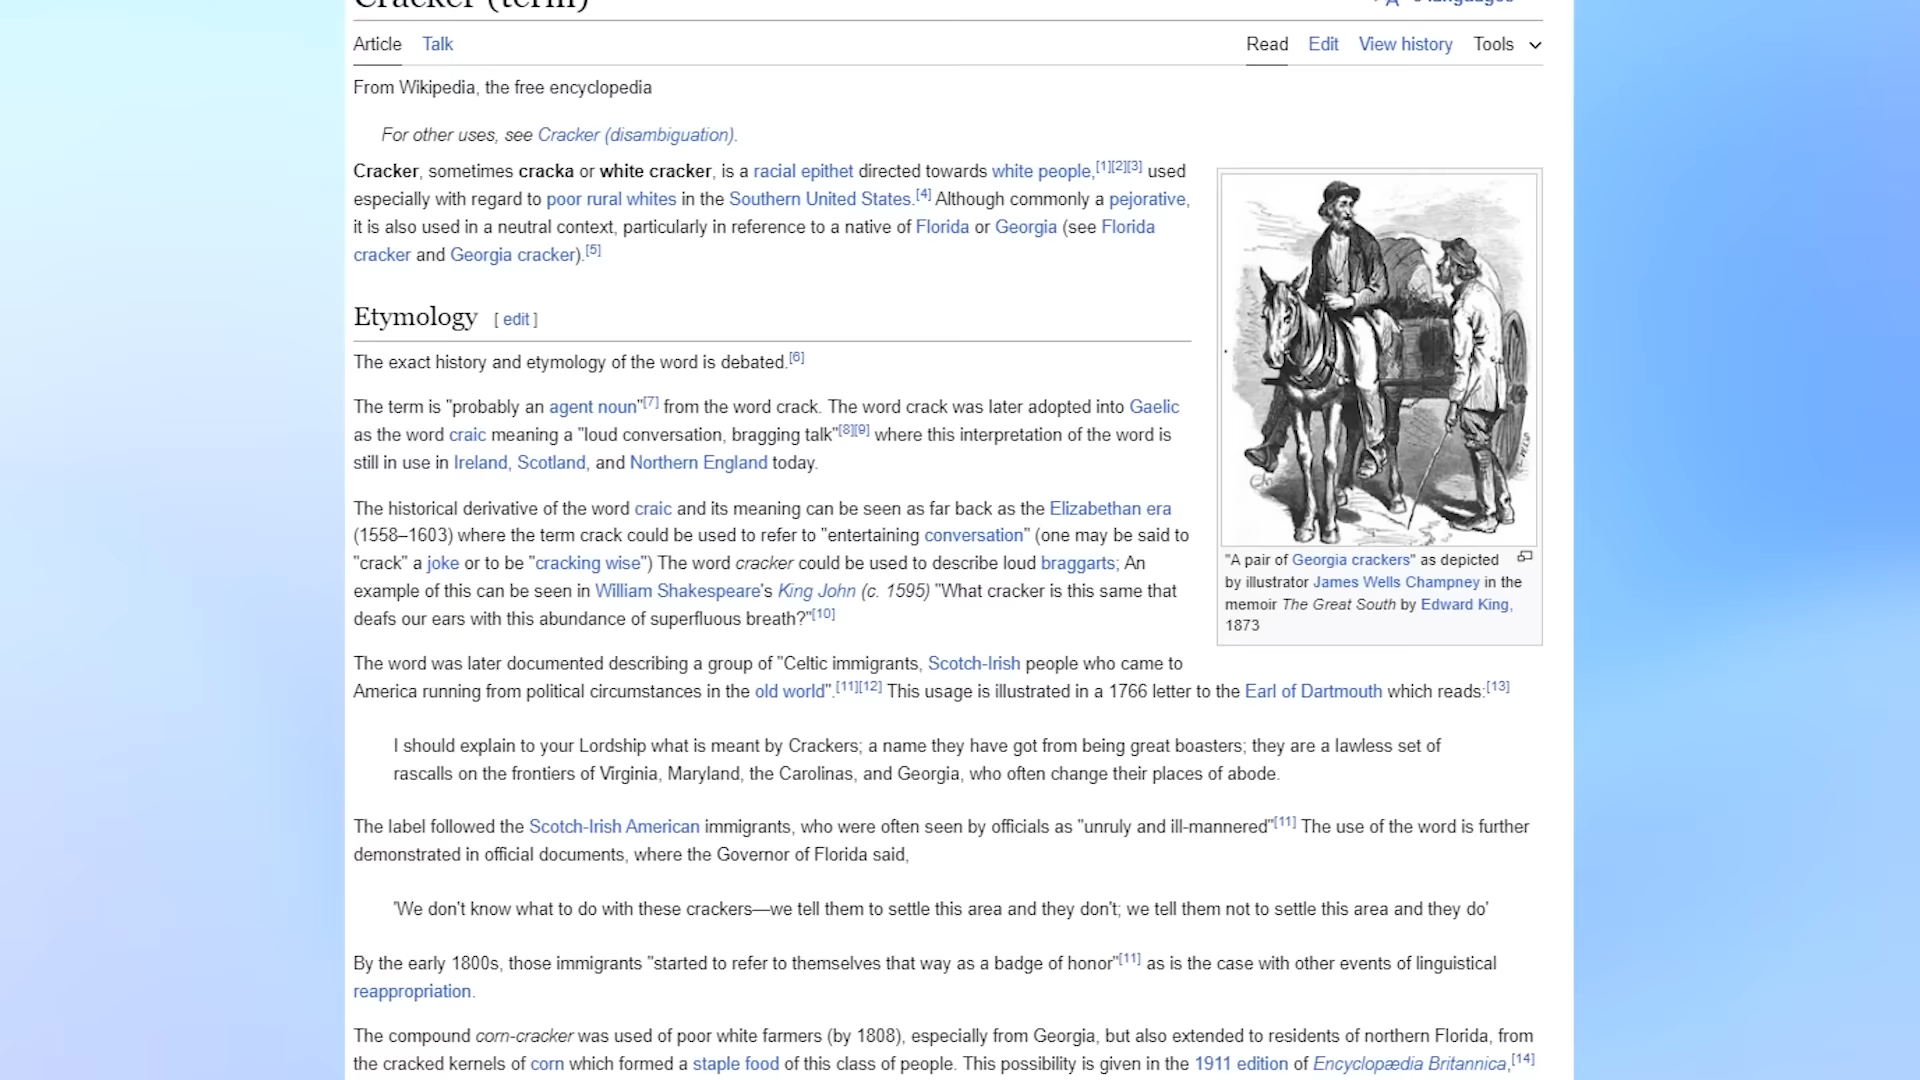 Cracker (term)
languages
Article Talk Read Edit View history Tools
From Wikipedia, the free encyclopedia
For other uses, see Cracker (disambiguation).
Cracker, sometimes cracka or white cracker, is a racial epithet directed towards white people,[1][2][3] used
especially with regard to poor rural whites in the Southern United States.[4] Although commonly a pejorative,
it is also used in a neutral context, particularly in reference to a native of Florida or Georgia (see Florida
cracker and Georgia cracker).[5]
Etymology [ edit ]
The exact history and etymology of the word is debated.[6]
The term is "probably an agent noun"[7] from the word crack. The word crack was later adopted into Gaelic
as the word craic meaning a "loud conversation, bragging talk"[8][9] where this interpretation of the word is
still in use in Ireland, Scotland, and Northern England today.
The historical derivative of the word craic and its meaning can be seen as far back as the Elizabethan era
(1558–1603) where the term crack could be used to refer to "entertaining conversation" (one may be said to
"crack" a joke or to be "cracking wise") The word cracker could be used to describe loud braggarts; An
example of this can be seen in William Shakespeare's King John (c. 1595) "What cracker is this same that
deafs our ears with this abundance of superfluous breath?"[10]
"A pair of Georgia crackers" as depicted
by illustrator James Wells Champney in the
memoir The Great South by Edward King,
1873
The word was later documented describing a group of "Celtic immigrants, Scotch-Irish people who came to
America running from political circumstances in the old world".[11][12] This usage is illustrated in a 1766 letter to the Earl of Dartmouth which reads:[13]
I should explain to your Lordship what is meant by Crackers; a name they have got from being great boasters; they are a lawless set of
rascalls on the frontiers of Virginia, Maryland, the Carolinas, and Georgia, who often change their places of abode.
The label followed the Scotch-Irish American immigrants, who were often seen by officials as "unruly and ill-mannered"[11] The use of the word is further
demonstrated in official documents, where the Governor of Florida said,
'We don't know what to do with these crackers—we tell them to settle this area and they don't; we tell them not to settle this area and they do'
By the early 1800s, those immigrants "started to refer to themselves that way as a badge of honor"[11] as is the case with other events of linguistical
reappropriation.
The compound corn-cracker was used of poor white farmers (by 1808), especially from Georgia, but also extended to residents of northern Florida, from
the cracked kernels of corn which formed a staple food of this class of people. This possibility is given in the 1911 edition of Encyclopædia Britannica,[14]